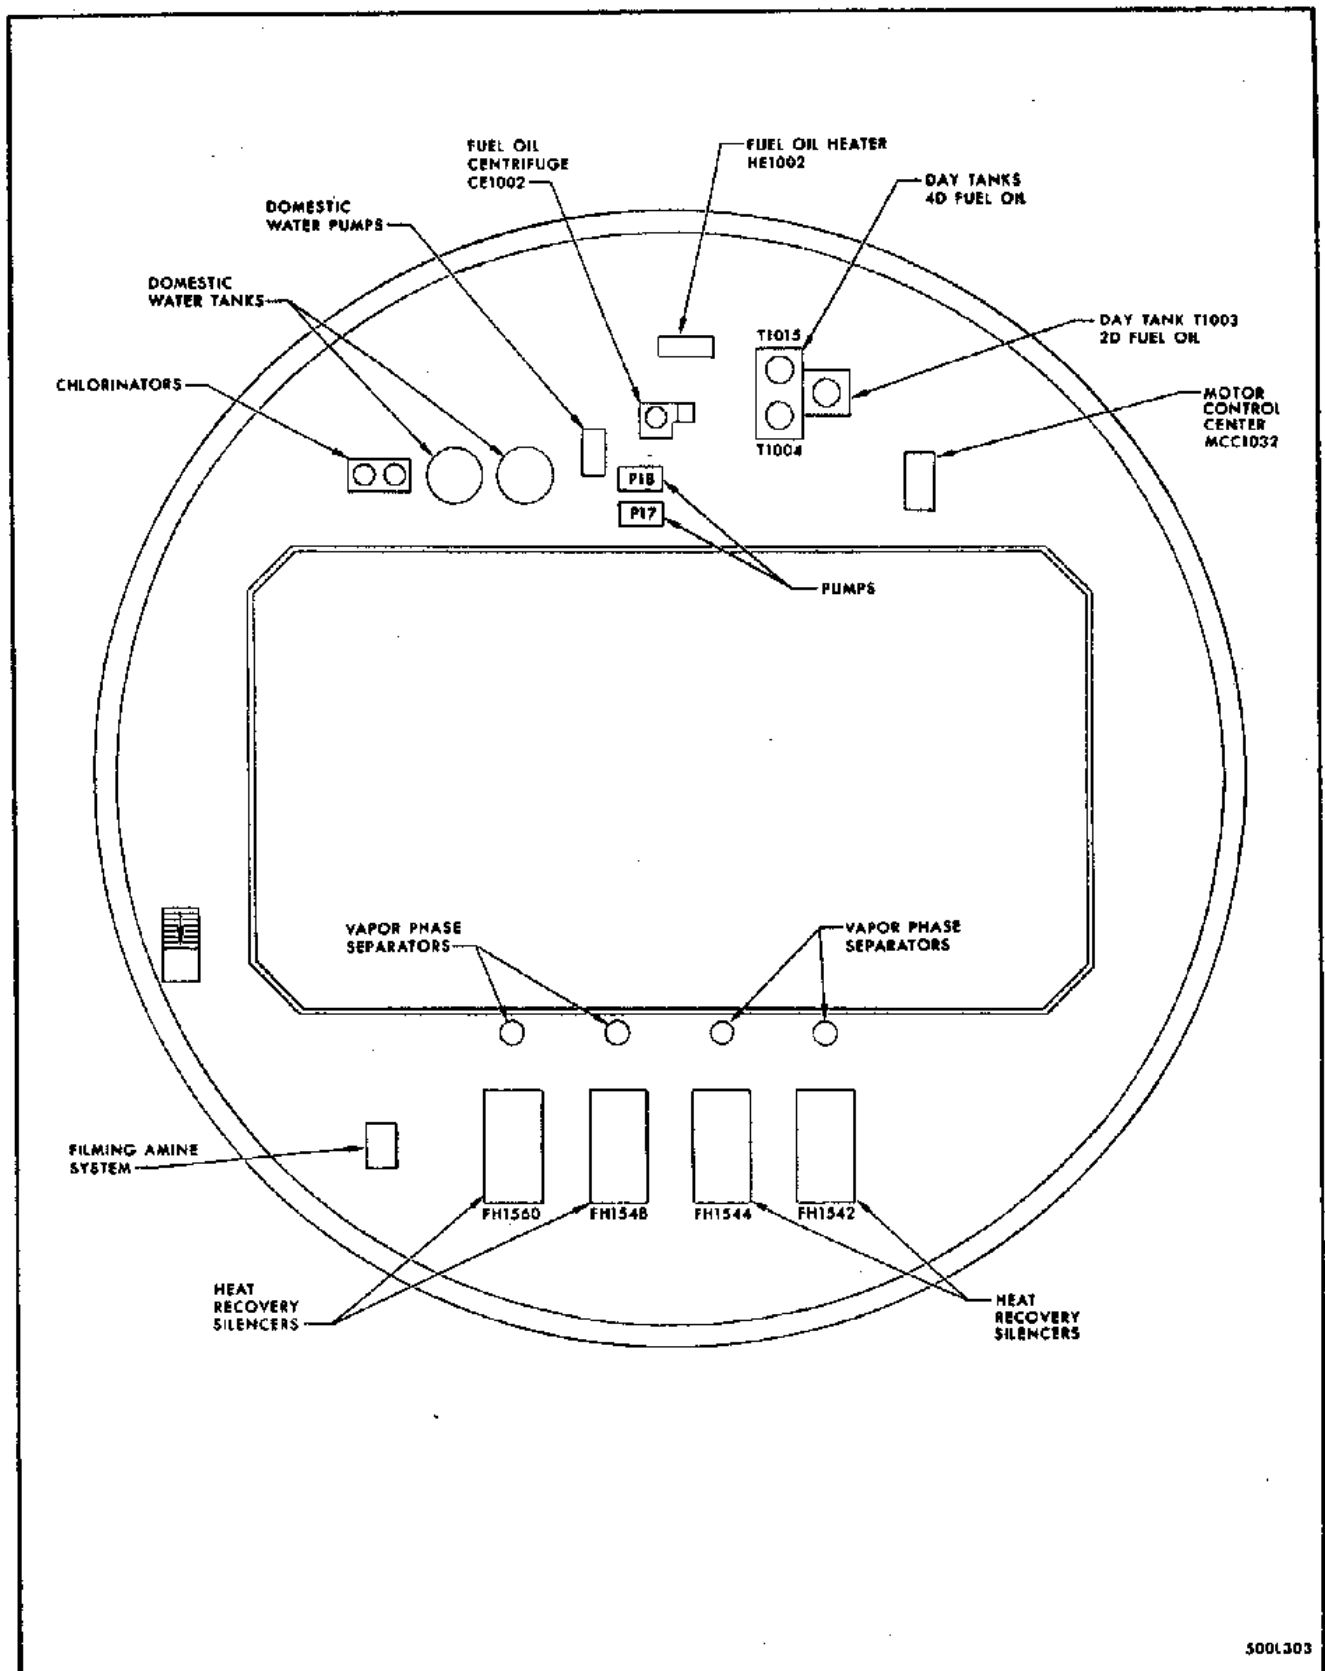 FUEL OIL
CENTRIFUGE
CE1002
FUEL OIL HEATER
HE1002
DAY TANKS
4D FUEL OIL
DOMESTIC
WATER PUMPS
DOMESTIC
WATER TANKS
T1015
DAY TANK T1003
2D FUEL OIL
CHLORINATORS
MOTOR
CONTROL
CENTER
MCC1032
T1004
P18
P17
PUMPS
VAPOR PHASE
SEPARATORS
VAPOR PHASE
SEPARATORS
FILMING AMINE
SYSTEM
FH1560
FH1548
FH1544
FH1542
HEAT
RECOVERY
SILENCERS
HEAT
RECOVERY
SILENCERS
500L303